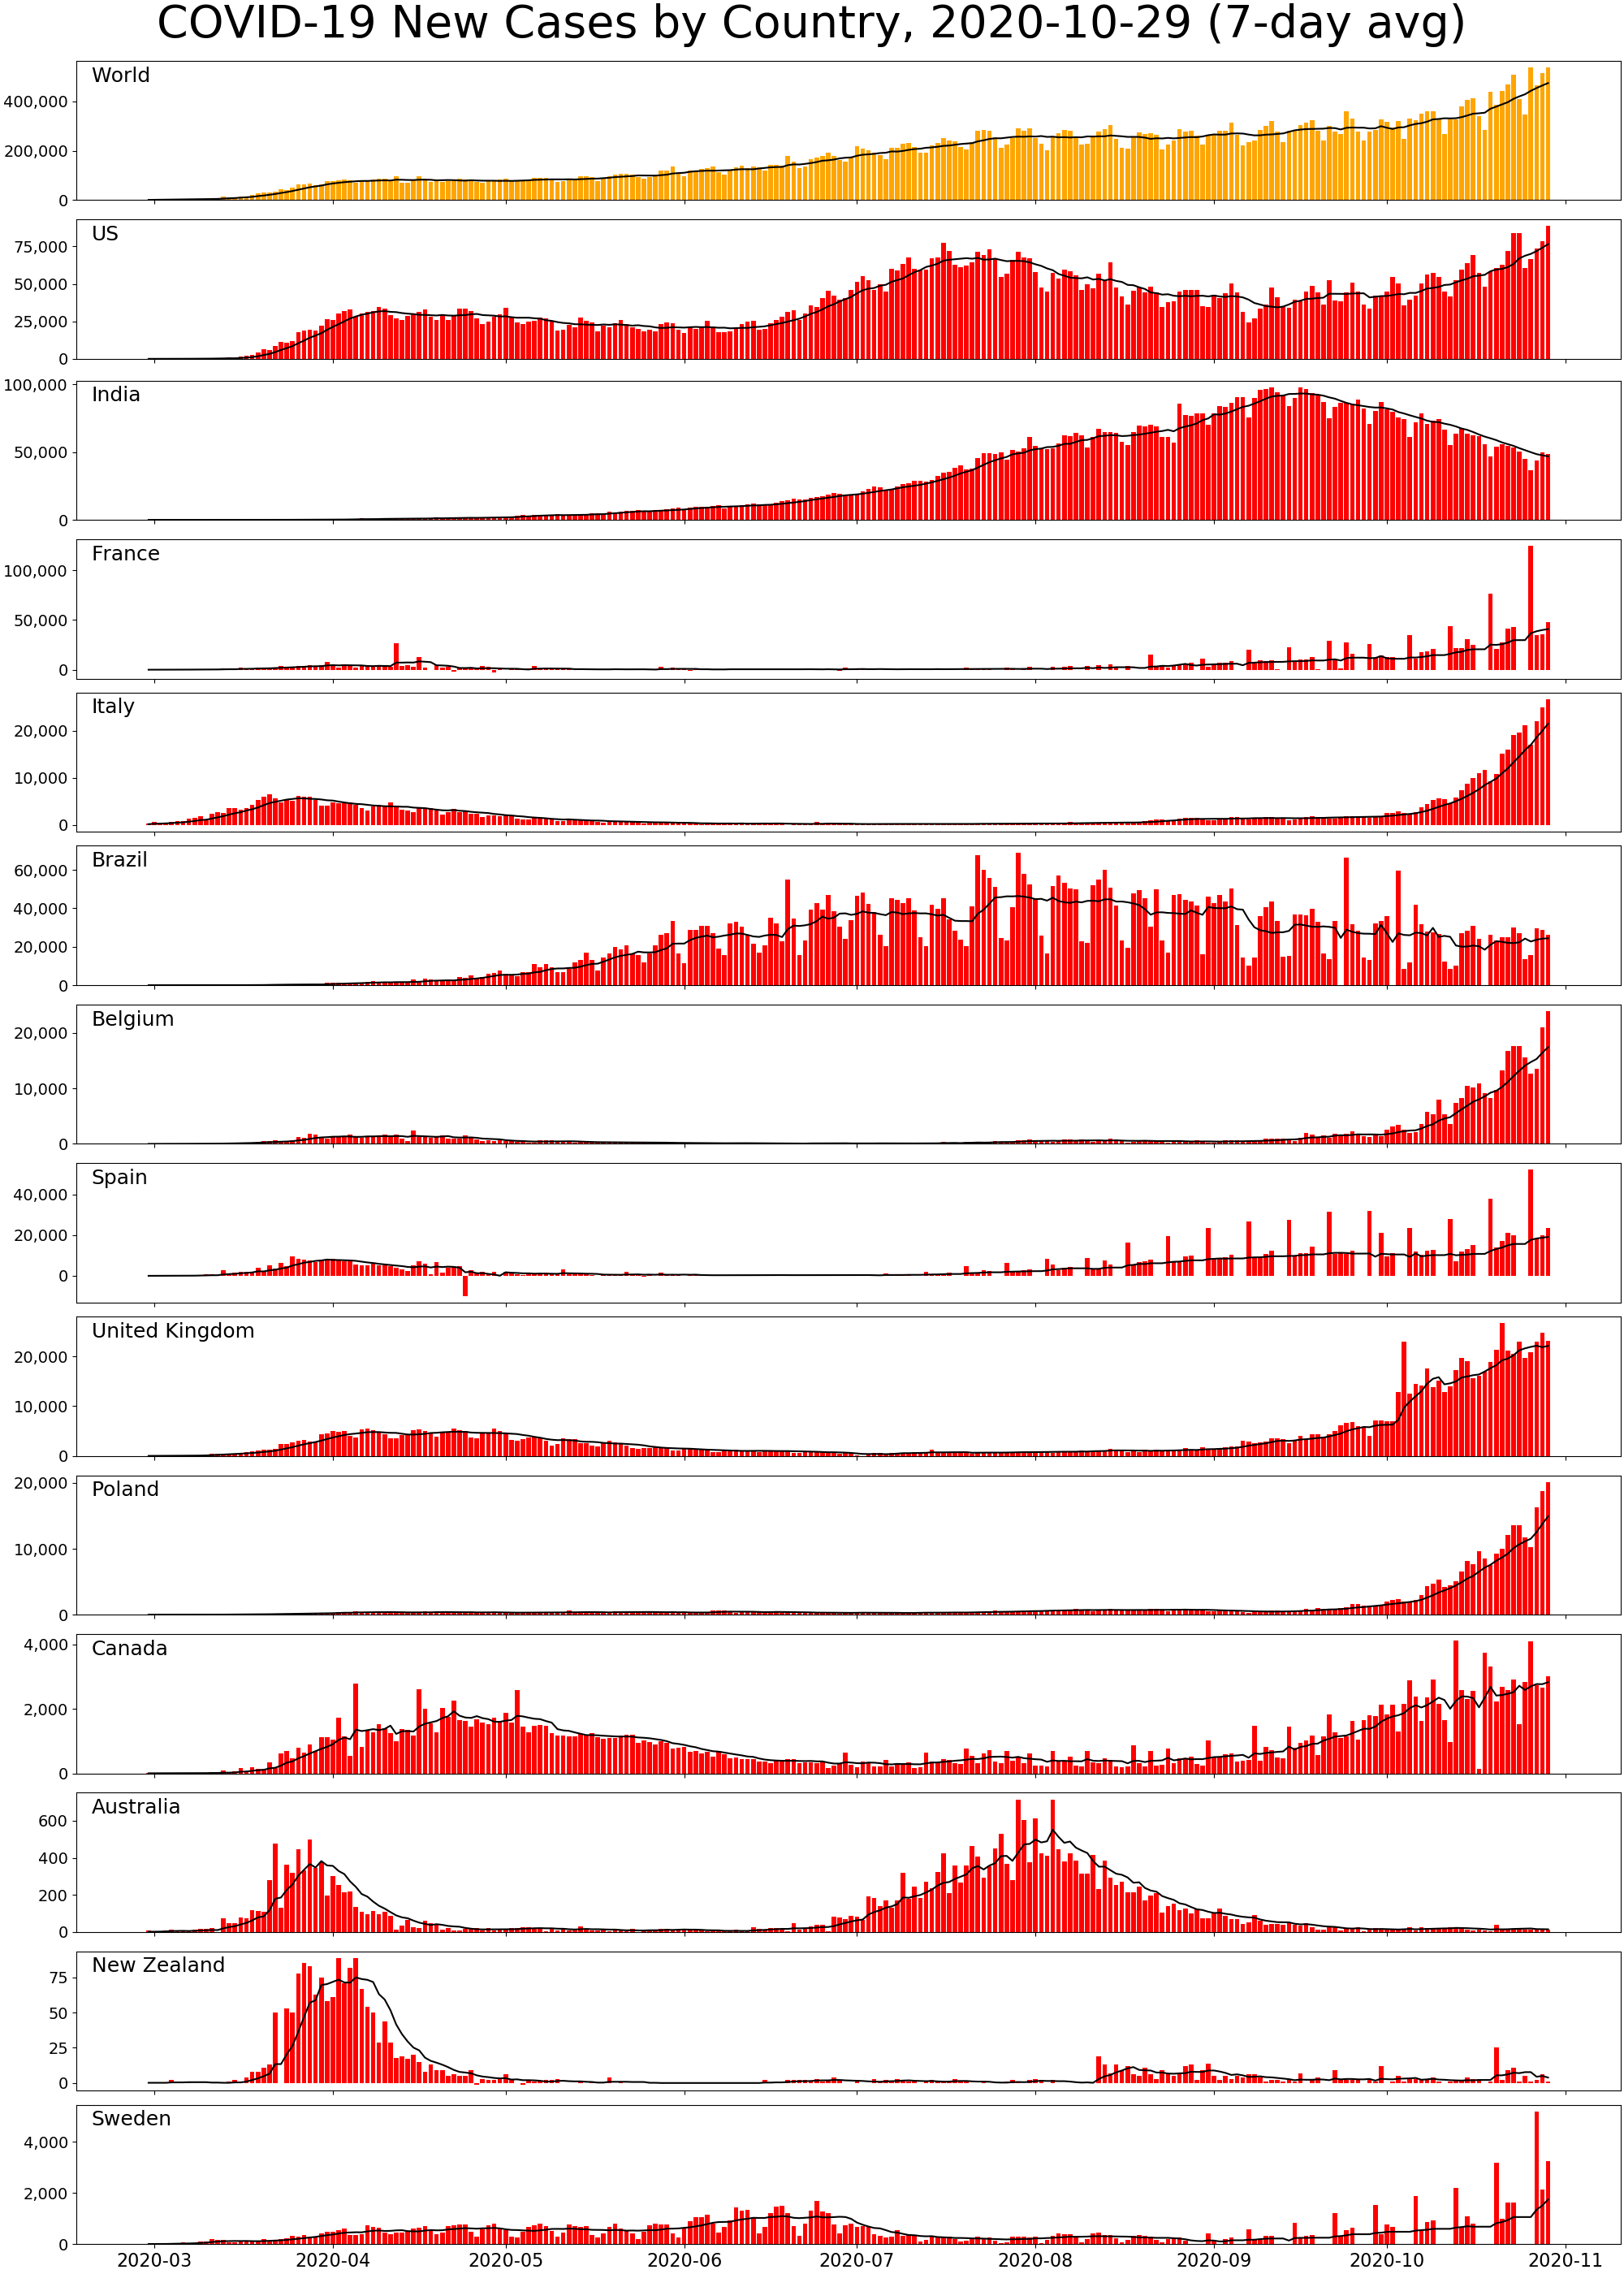 COVID-19 New Cases by Country, 2020-10-29 (7-day avg)
World
400,000
200,000
0
US
75,000
50,000
25,000
0
India
100,000
50,000
0
France
100,000
50,000
0
Italy
20,000
10,000
0
Brazil
60,000
40,000
20,000
0
Belgium
20,000
10,000
0
Spain
40,000
20,000
0
United Kingdom
20,000
10,000
0
Poland
20,000
10,000
0
Canada
4,000
2,000
0
Australia
600
400
200
0
New Zealand
75
50
25
0
Sweden
4,000
2,000
0
2020-03 2020-04 2020-05 2020-06 2020-07 2020-08 2020-09 2020-10 2020-11